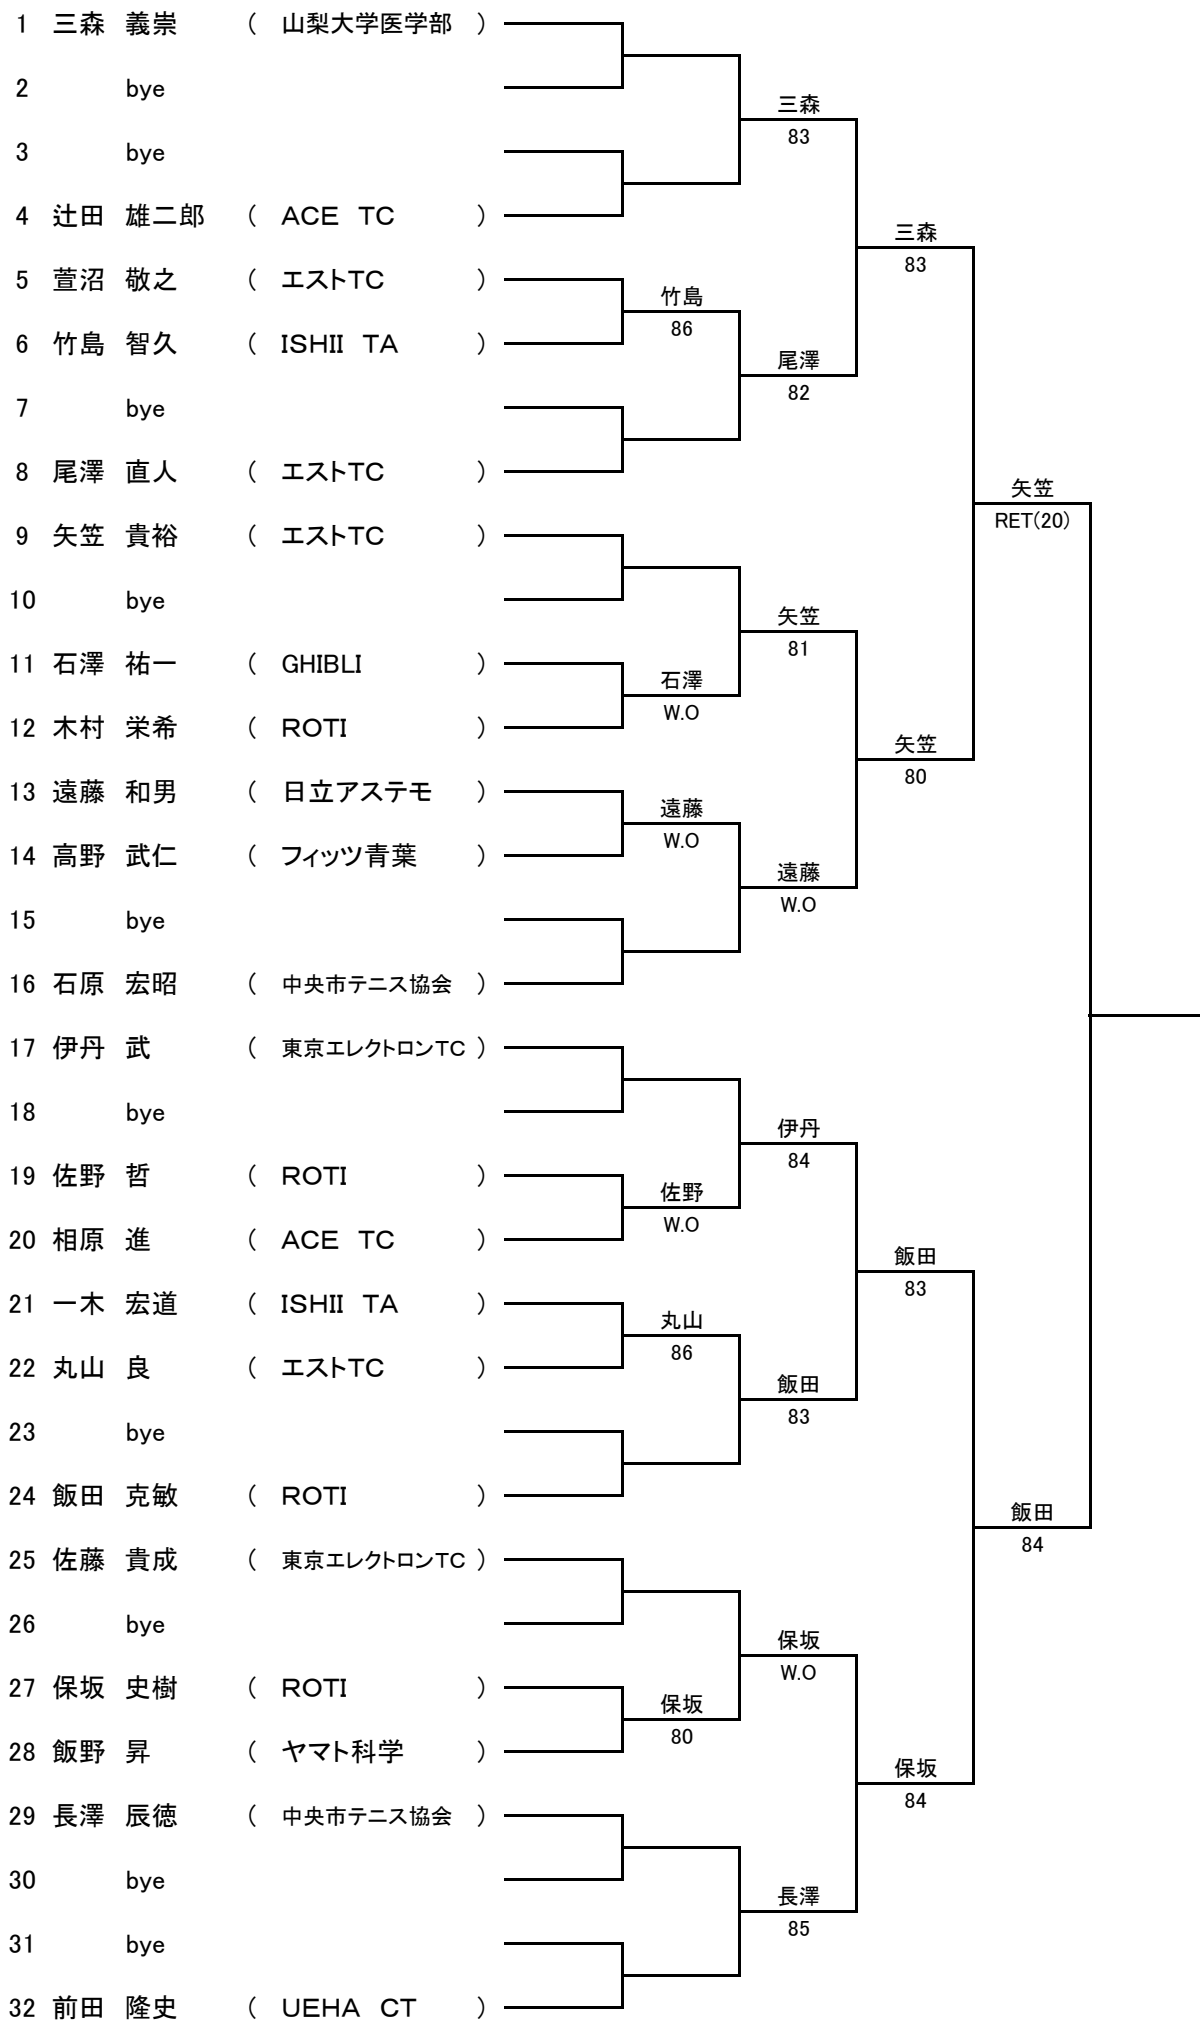 1 三森 義崇 ( 山梨大学医学部 )
2 bye
三森
83
3 bye
4 辻田 雄二郎 ( ACE TC )
三森
83
5 萱沼 敬之 ( エストTC )
竹島
86
6 竹島 智久 ( ISHII TA )
尾澤
82
7 bye
8 尾澤 直人 ( エストTC )
矢笠
RET(20)
9 矢笠 貴裕 ( エストTC )
10 bye
矢笠
81
11 石澤 祐一 ( GHIBLI )
石澤
W.O
12 木村 栄希 ( ROTI )
矢笠
80
13 遠藤 和男 ( 日立アステモ )
遠藤
W.O
14 高野 武仁 ( フィッツ青葉 )
遠藤
W.O
15 bye
16 石原 宏昭 ( 中央市テニス協会 )
17 伊丹 武 ( 東京エレクトロンTC )
18 bye
伊丹
84
19 佐野 哲 ( ROTI )
佐野
W.O
20 相原 進 ( ACE TC )
飯田
83
21 一木 宏道 ( ISHII TA )
丸山
86
22 丸山 良 ( エストTC )
飯田
83
23 bye
24 飯田 克敏 ( ROTI )
飯田
84
25 佐藤 貴成 ( 東京エレクトロンTC )
26 bye
保坂
W.O
27 保坂 史樹 ( ROTI )
保坂
80
28 飯野 昇 ( ヤマト科学 )
保坂
84
29 長澤 辰徳 ( 中央市テニス協会 )
30 bye
長澤
85
31 bye
32 前田 隆史 ( UEHA CT )